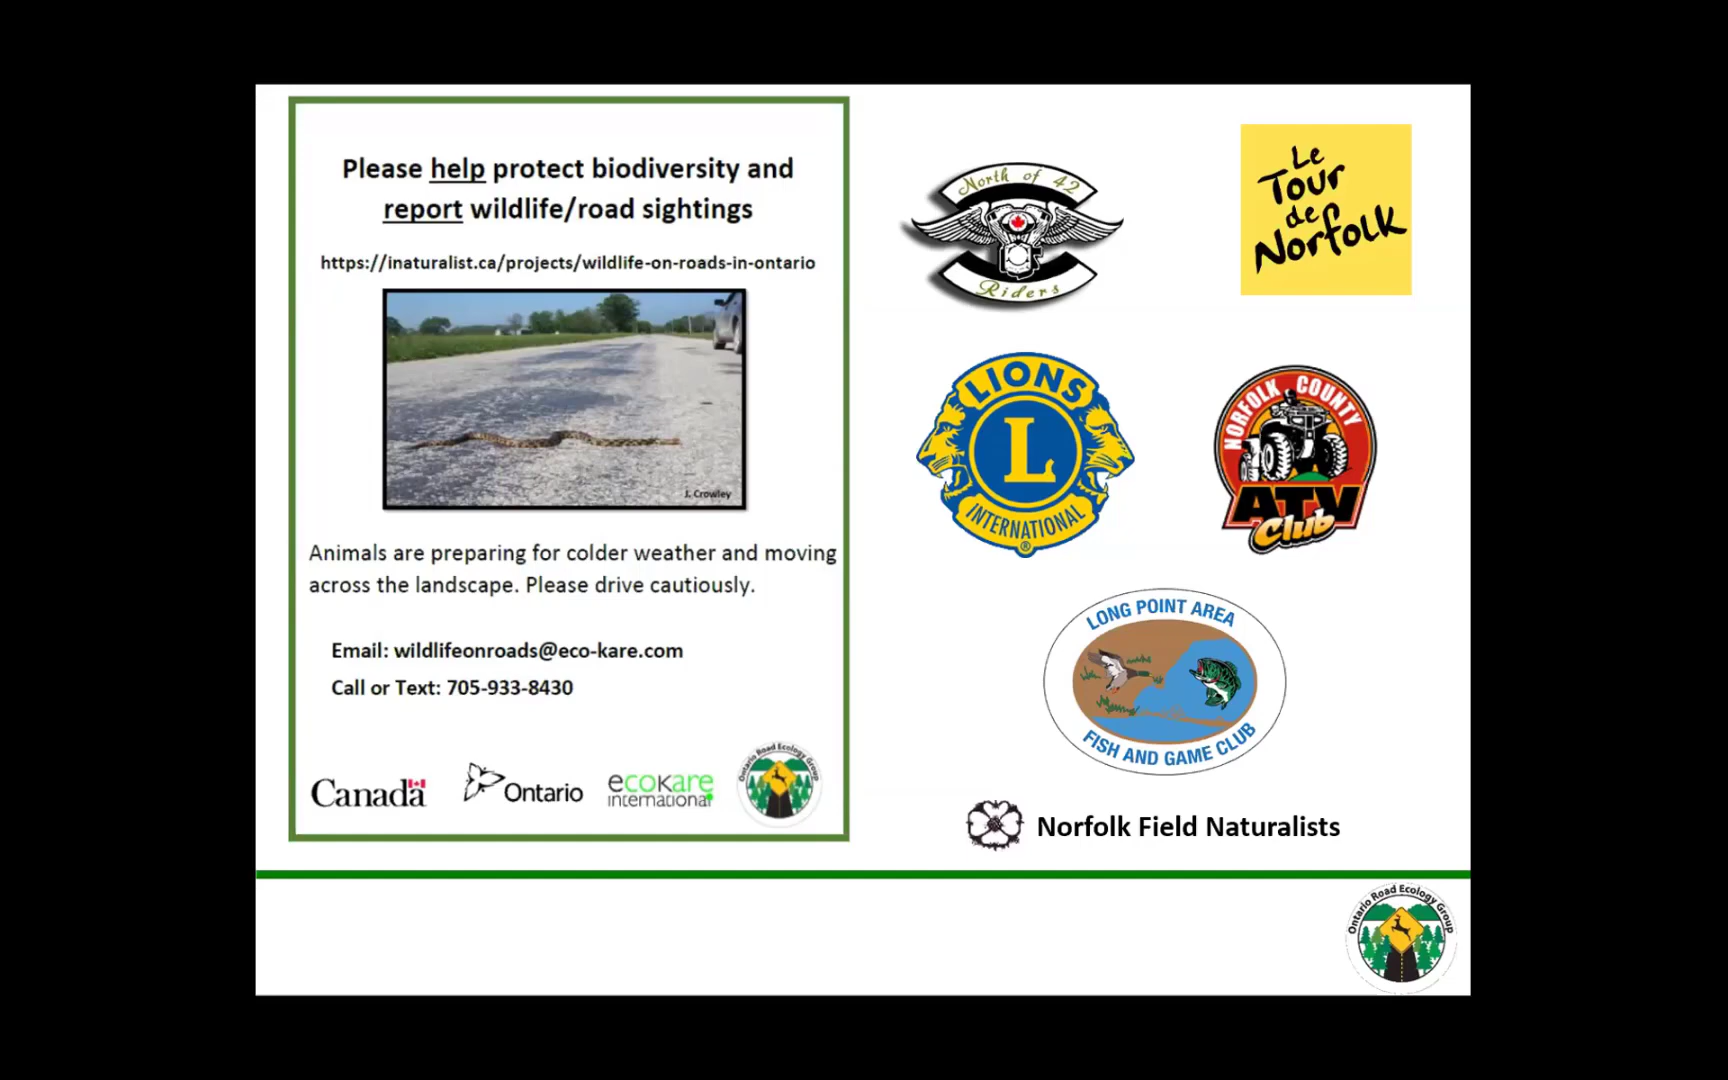 Please help protect biodiversity and
report wildlife/road sightings
https://inaturalist.ca/projects/wildlife-on-roads-in-ontario
J. Crowley
Animals are preparing for colder weather and moving
across the landscape. Please drive cautiously.
Email: wildlifeonroads@eco-kare.com
Call or Text: 705-933-8430
Canada
Ontario
ecokare
international
Ontario Road Ecology Group
North of 42
Riders
Le
Tour
de
Norfolk
LIONS
L
INTERNATIONAL
®
NORFOLK COUNTY
ATV
Club
LONG POINT AREA
FISH AND GAME CLUB
Norfolk Field Naturalists
Ontario Road Ecology Group